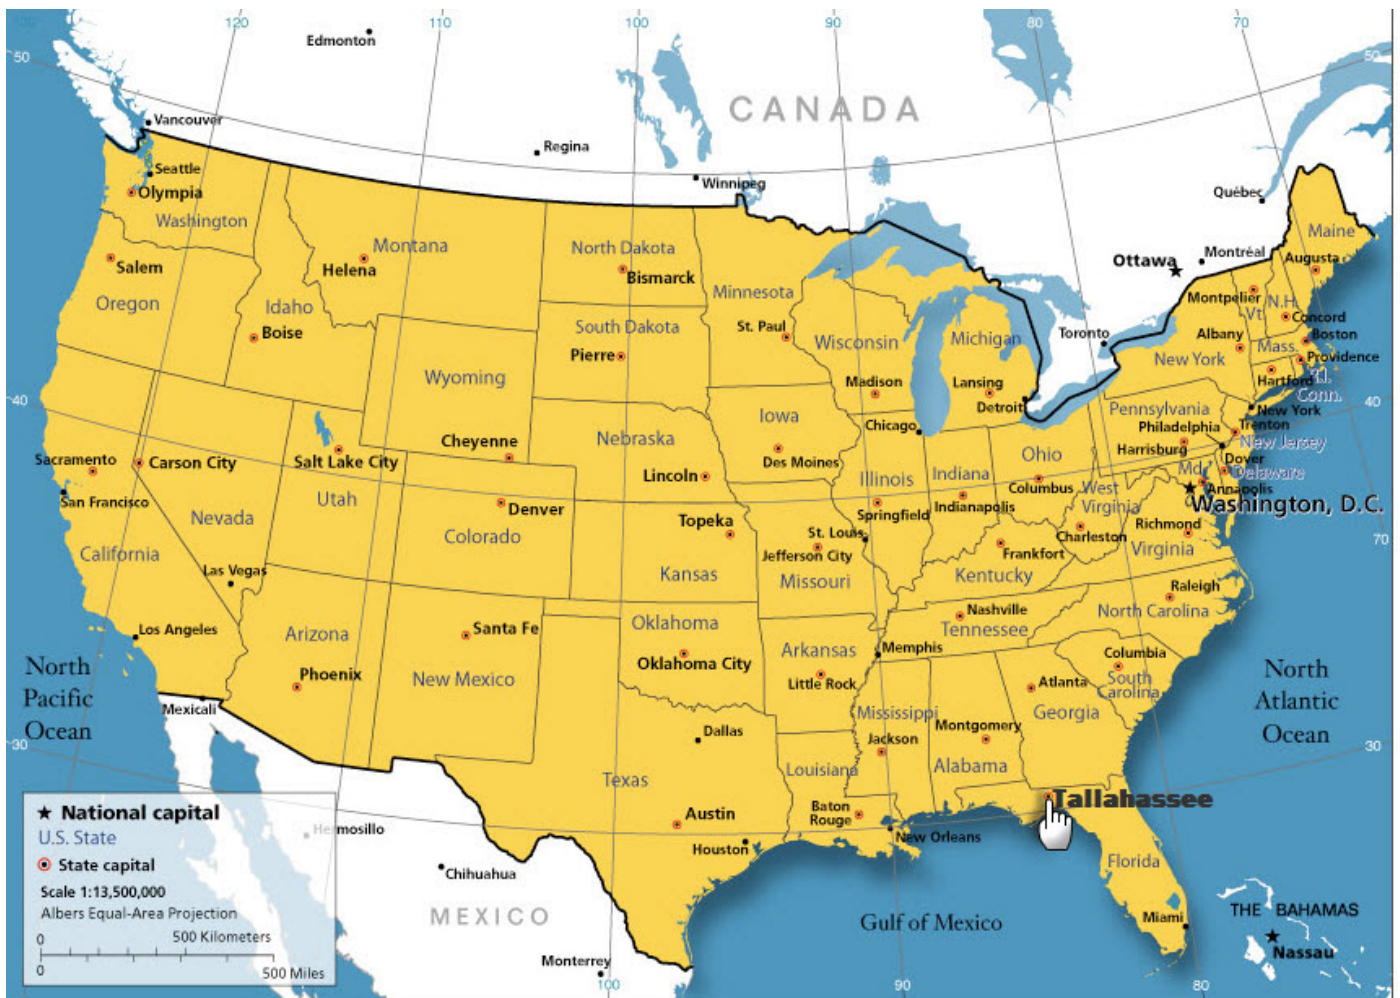 120
110
100
90
80
70
50
50
Edmonton
CANADA
Vancouver
Regina
Winnipeg
Québec
Seattle
Olympia
Washington
Montana
Helena
North Dakota
Bismarck
Minnesota
St. Paul
Ottawa
Montréal
Maine
Augusta
Salem
Oregon
Idaho
Boise
South Dakota
Pierre
Wisconsin
Madison
Michigan
Lansing
Detroit
Toronto
Montpelier
Vt.
N.H.
Concord
Albany
New York
Mass.
Boston
Providence
Hartford
R.I.
Conn.
Wyoming
Cheyenne
Nebraska
Lincoln
Iowa
Des Moines
Chicago
Pennsylvania
Philadelphia
Harrisburg
New York
Trenton
New Jersey
40
40
Sacramento
San Francisco
Carson City
Nevada
Salt Lake City
Utah
Denver
Colorado
Topeka
Kansas
St. Louis
Jefferson City
Missouri
Illinois
Springfield
Indiana
Indianapolis
Ohio
Columbus
West
Virginia
Charleston
Md.
Dover
Delaware
Annapolis
Washington, D.C.
Richmond
Virginia
70
California
Las Vegas
Los Angeles
Arizona
Phoenix
Santa Fe
New Mexico
Oklahoma
Oklahoma City
Arkansas
Little Rock
Frankfort
Kentucky
Nashville
Tennessee
Memphis
Raleigh
North Carolina
Columbia
South
Carolina
Atlanta
Georgia
North
Pacific
Ocean
North
Atlantic
Ocean
Mexicali
Dallas
Texas
Austin
Houston
Louisiana
Baton
Rouge
New Orleans
Mississippi
Jackson
Montgomery
Alabama
Tallahassee
Florida
Miami
30
30
National capital
U.S. State
State capital
Scale 1:13,500,000
Albers Equal-Area Projection
0
500 Kilometers
0
500 Miles
Hermosillo
Chihuahua
MEXICO
Monterrey
Gulf of Mexico
THE BAHAMAS
Nassau
100
90
80